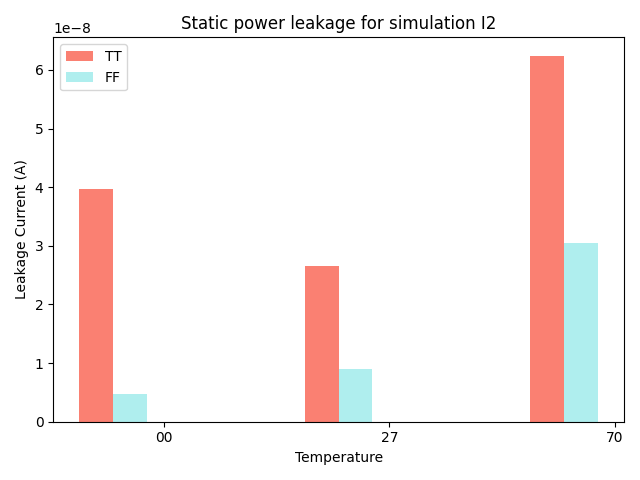 Static power leakage for simulation I2
1e−8
TT
FF
6
5
4
3
2
1
0
Leakage Current (A)
00
27
70
Temperature